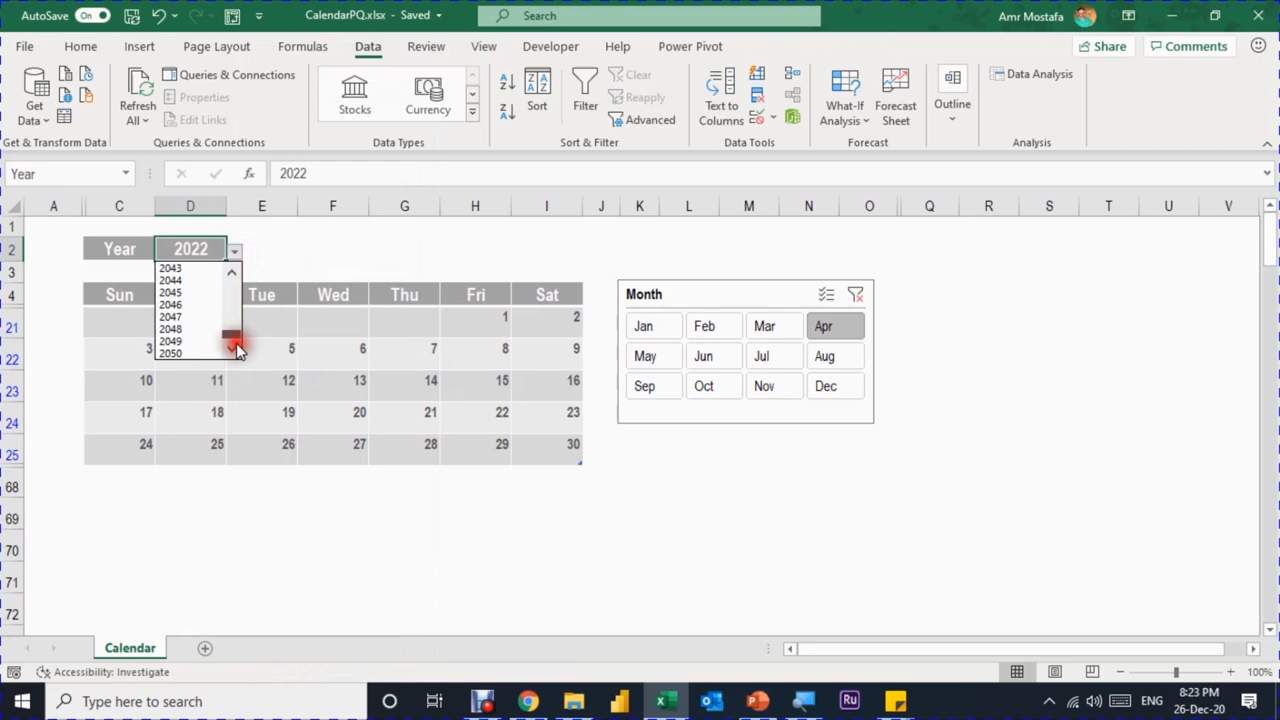 AutoSave On CalendarPQ.xlsx - Saved Search Amr Mostafa
File Home Insert Page Layout Formulas Data Review View Developer Help Power Pivot Share Comments
Get Data
Refresh All
Queries & Connections
Properties
Edit Links
Stocks
Currency
Sort
Filter
Clear
Reapply
Advanced
Text to Columns
What-If Analysis
Forecast Sheet
Outline
Data Analysis
Get & Transform Data Queries & Connections Data Types Sort & Filter Data Tools Forecast Analysis
Year fx 2022
A C D E F G H I J K L M N O Q R S T U V
1
2 Year 2022
3
2043
2044
2045
2046
2047
2048
2049
2050
4 Sun Tue Wed Thu Fri Sat
21 1 2
22 3 5 6 7 8 9
23 10 11 12 13 14 15 16
24 17 18 19 20 21 22 23
25 24 25 26 27 28 29 30
68
69
70
71
72
Month
Jan Feb Mar Apr
May Jun Jul Aug
Sep Oct Nov Dec
Calendar
Accessibility: Investigate 100%
Type here to search Ru ENG 8:23 PM
26-Dec-20